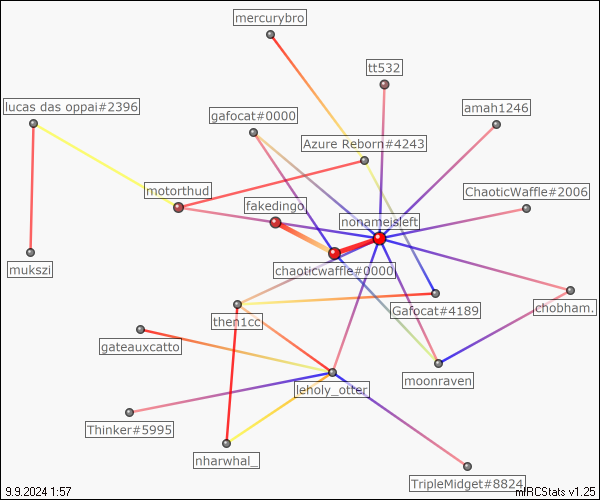 mercurybro
tt532
lucas das oppai#2396
gafocat#0000
amah1246
Azure Reborn#4243
motorthud
ChaoticWaffle#2006
fakedingo
nonameisleft
mukszi
chaoticwaffle#0000
Gafocat#4189
chobham.
then1cc
gateauxcatto
moonraven
leholy_otter
Thinker#5995
nharwhal_
TripleMidget#8824
9.9.2024 1:57
mIRCStats v1.25